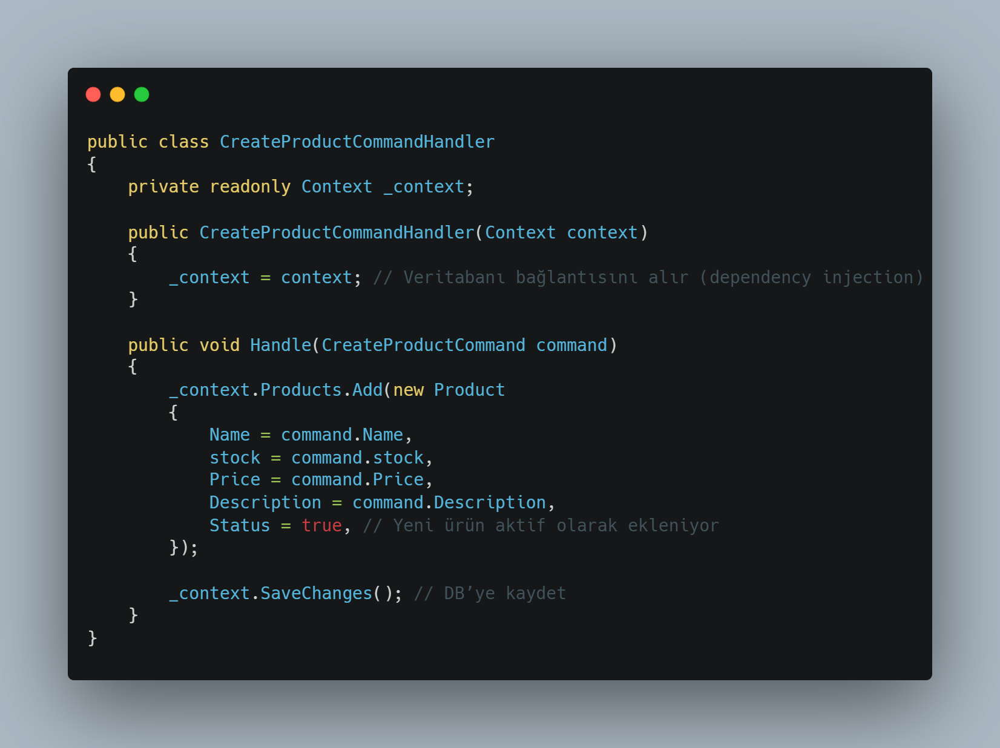 public class CreateProductCommandHandler
{
    private readonly Context _context;

    public CreateProductCommandHandler(Context context)
    {
        _context = context; // Veritabanı bağlantısını alır (dependency injection)
    }

    public void Handle(CreateProductCommand command)
    {
        _context.Products.Add(new Product
        {
            Name = command.Name,
            stock = command.stock,
            Price = command.Price,
            Description = command.Description,
            Status = true, // Yeni ürün aktif olarak ekleniyor
        });

        _context.SaveChanges(); // DB’ye kaydet
    }
}